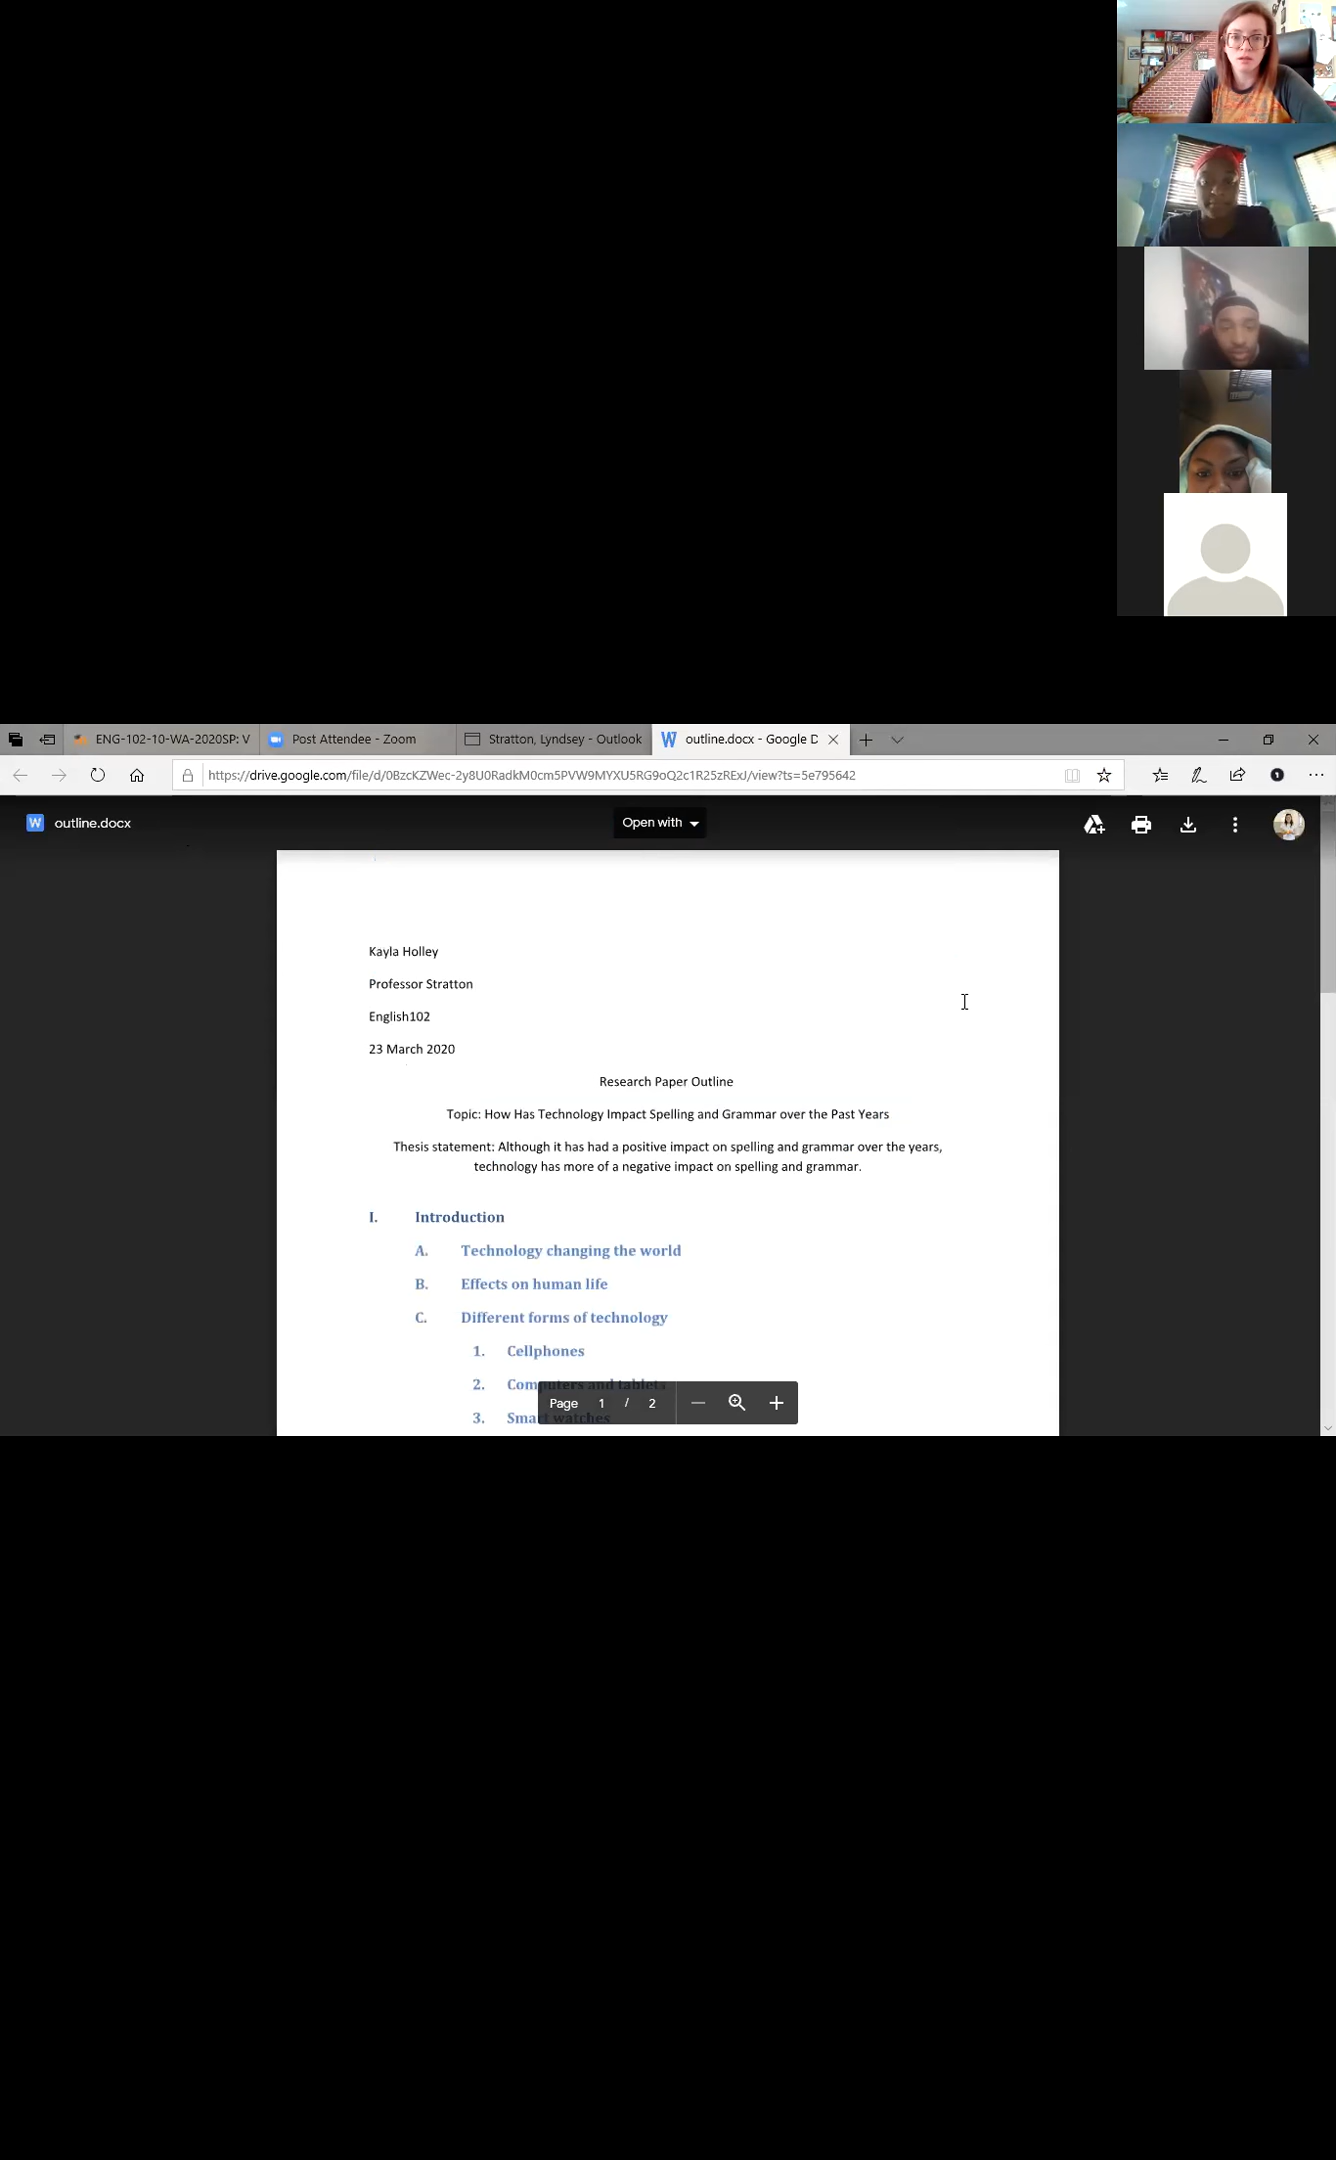 ENG-102-10-WA-2020SP: V
Post Attendee - Zoom
Stratton, Lyndsey - Outlook
outline.docx - Google D
https://drive.google.com/file/d/0BzcKZWec-2y8U0RadkM0cm5PVW9MYXU5RG9oQ2c1R25zRExJ/view?ts=5e795642
W outline.docx
Open with
Kayla Holley
Professor Stratton
English102
23 March 2020
Research Paper Outline
Topic: How Has Technology Impact Spelling and Grammar over the Past Years
Thesis statement: Although it has had a positive impact on spelling and grammar over the years,
technology has more of a negative impact on spelling and grammar.
I. Introduction
A. Technology changing the world
B. Effects on human life
C. Different forms of technology
1. Cellphones
2. Computers and tablets
3. Smart watches
Page 1 / 2